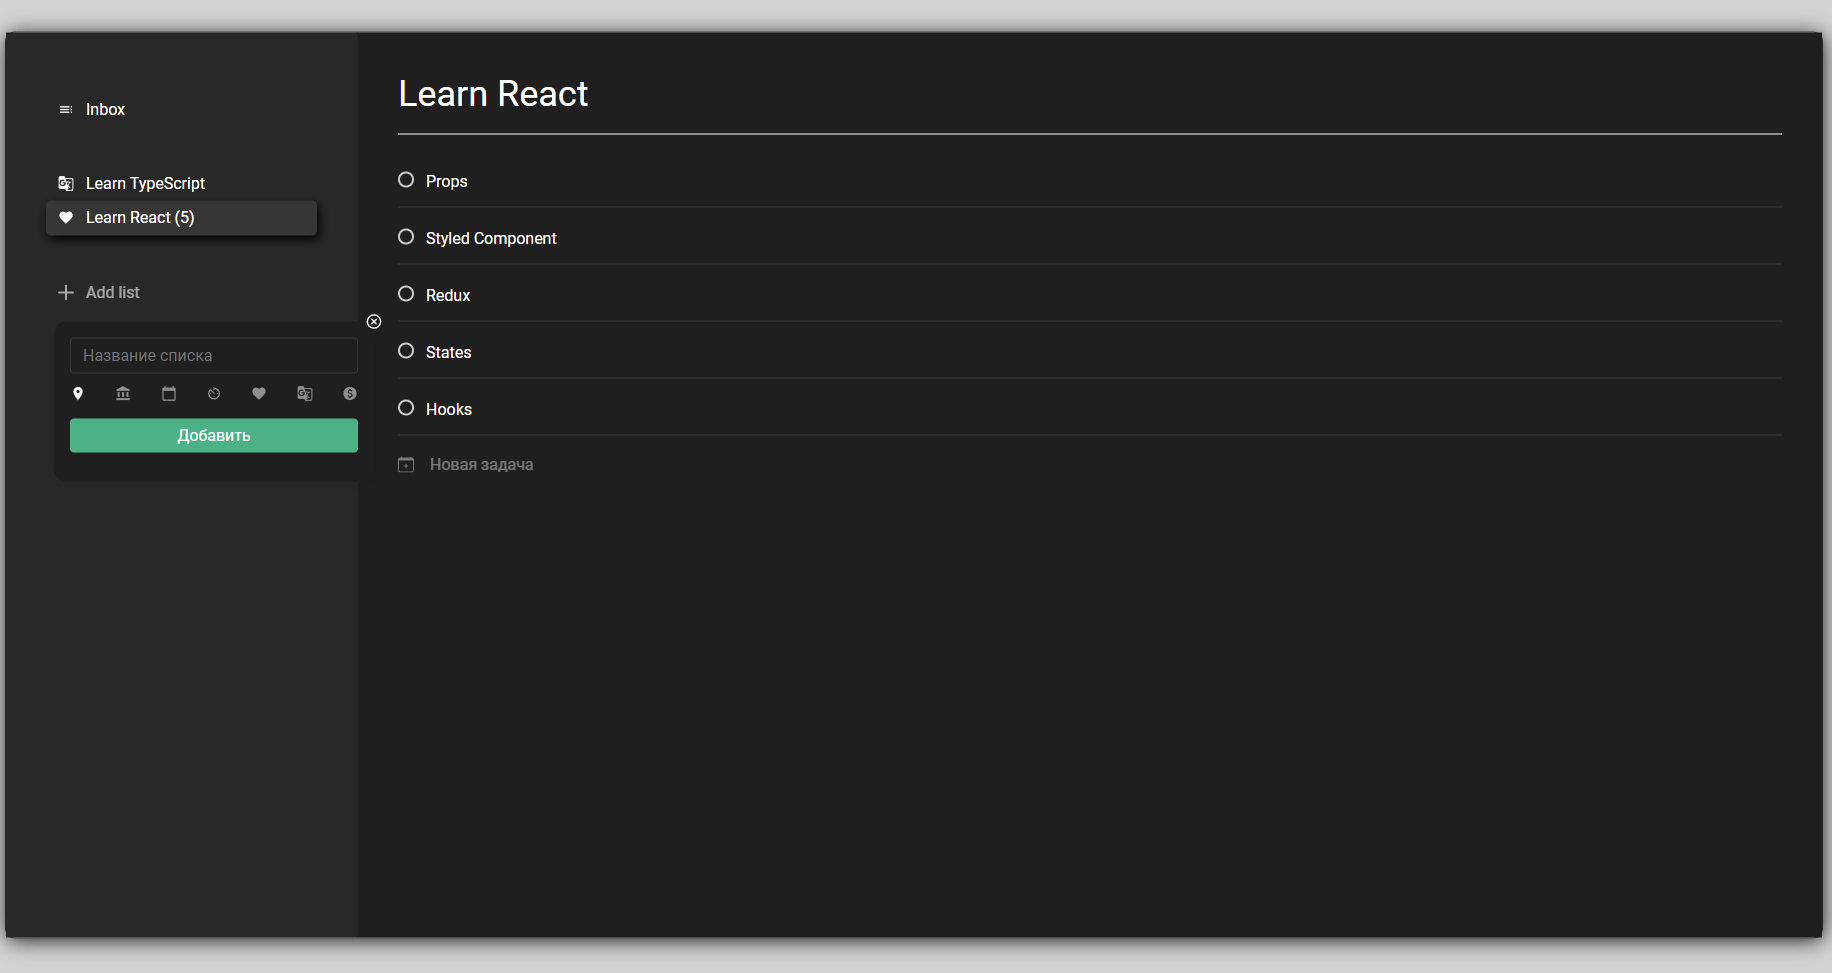 Inbox
Learn TypeScript
Learn React (5)
Add list
Название списка
Добавить
Learn React
Props
Styled Component
Redux
States
Hooks
Новая задача